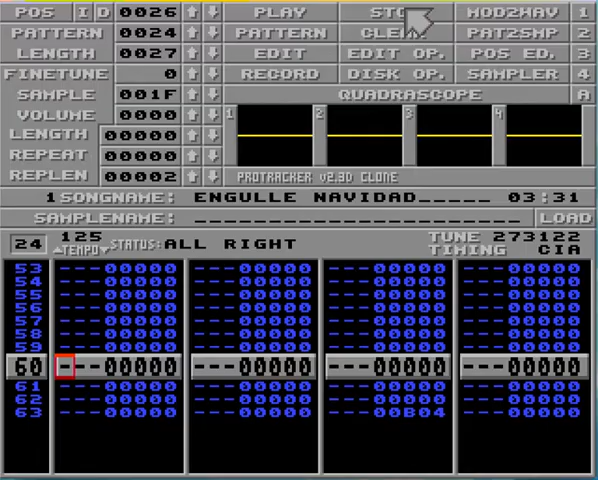 POS I D 0026 PLAY STO MOD2WAV 1
PATTERN 0024 PATTERN CLE PAT2SMP 2
LENGTH 0027 EDIT EDIT OP. POS ED. 3
FINETUNE 0 RECORD DISK OP. SAMPLER 4
SAMPLE 001F QUADRASCOPE A
VOLUME 0000 1 2 3 4
LENGTH 00000
REPEAT 00000
REPLEN 00002 PROTRACKER V2.3D CLONE
1 SONGNAME: ENGULLE NAVIDAD_____ 03:31
SAMPLENAME: ______________________ LOAD
24 125 TEMPO STATUS: ALL RIGHT TUNE 273122
TIMING CIA
53 ---00000 ---00000 ---00000 ---00000
54 ---00000 ---00000 ---00000 ---00000
55 ---00000 ---00000 ---00000 ---00000
56 ---00000 ---00000 ---00000 ---00000
57 ---00000 ---00000 ---00000 ---00000
58 ---00000 ---00000 ---00000 ---00000
59 ---00000 ---00000 ---00000 ---00000
60 ---00000 ---00000 ---00000 ---00000
61 ---00000 ---00000 ---00000 ---00000
62 ---00000 ---00000 ---00000 ---00000
63 ---00000 ---00000 ---00B04 ---00000